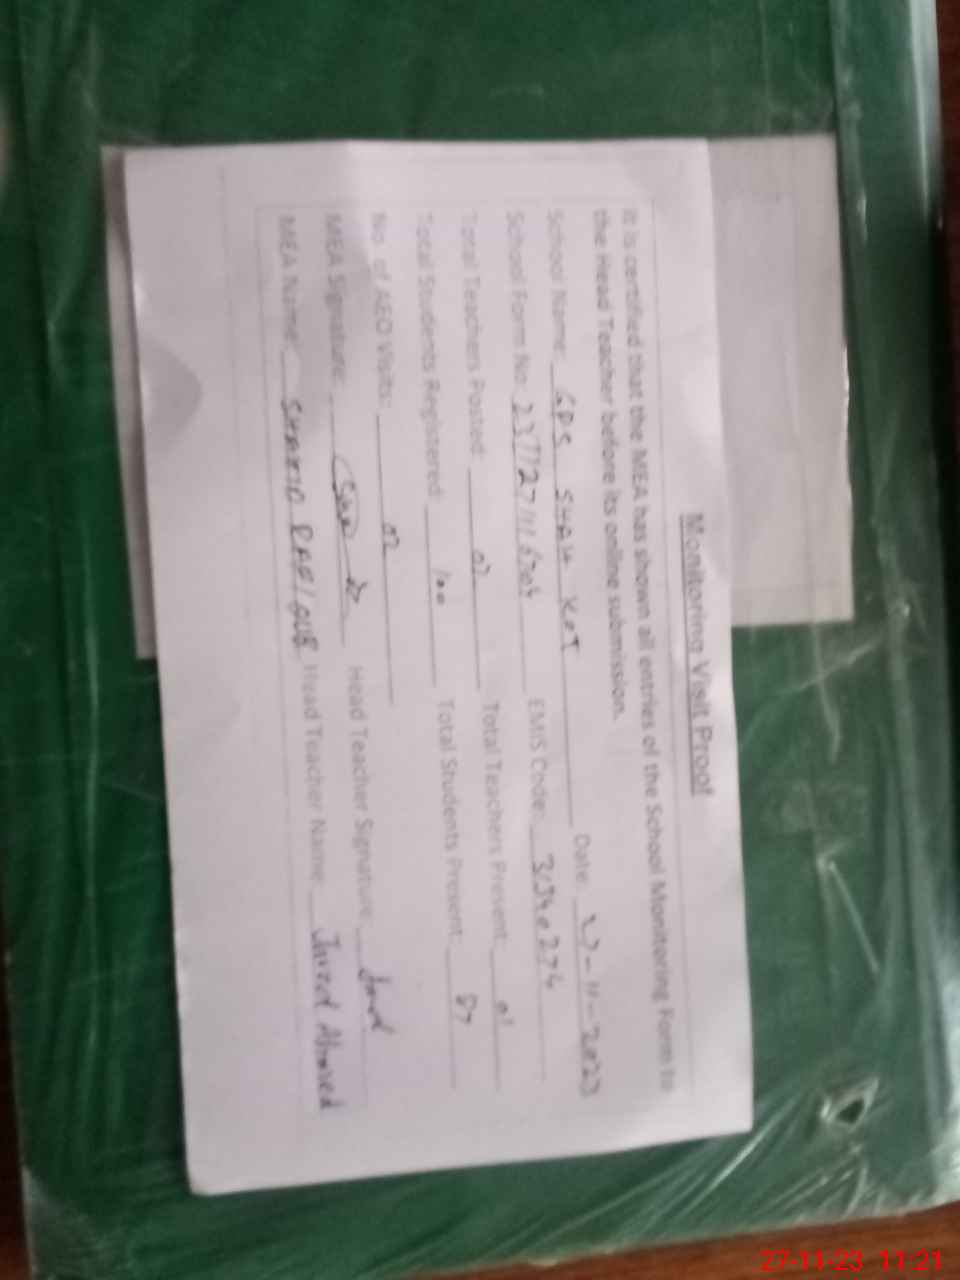 Monitoring Visit Proof
It is certified that the MEA has shown all entries of the School Monitoring Form to
the Head Teacher before its online submission.
School Name: GPS SHAH KOT Date: 27-11-2023
School Form No: EMIS Code:
Total Teachers Posted: 02 Total Teachers Present: 01
Total Students Registered: 100 Total Students Present: 87
No. of AEO Visits: 02
MEA Signature: Head Teacher Signature:
MEA Name: SHAHID Head Teacher Name: Javed Ahmed
27-11-23 11:21